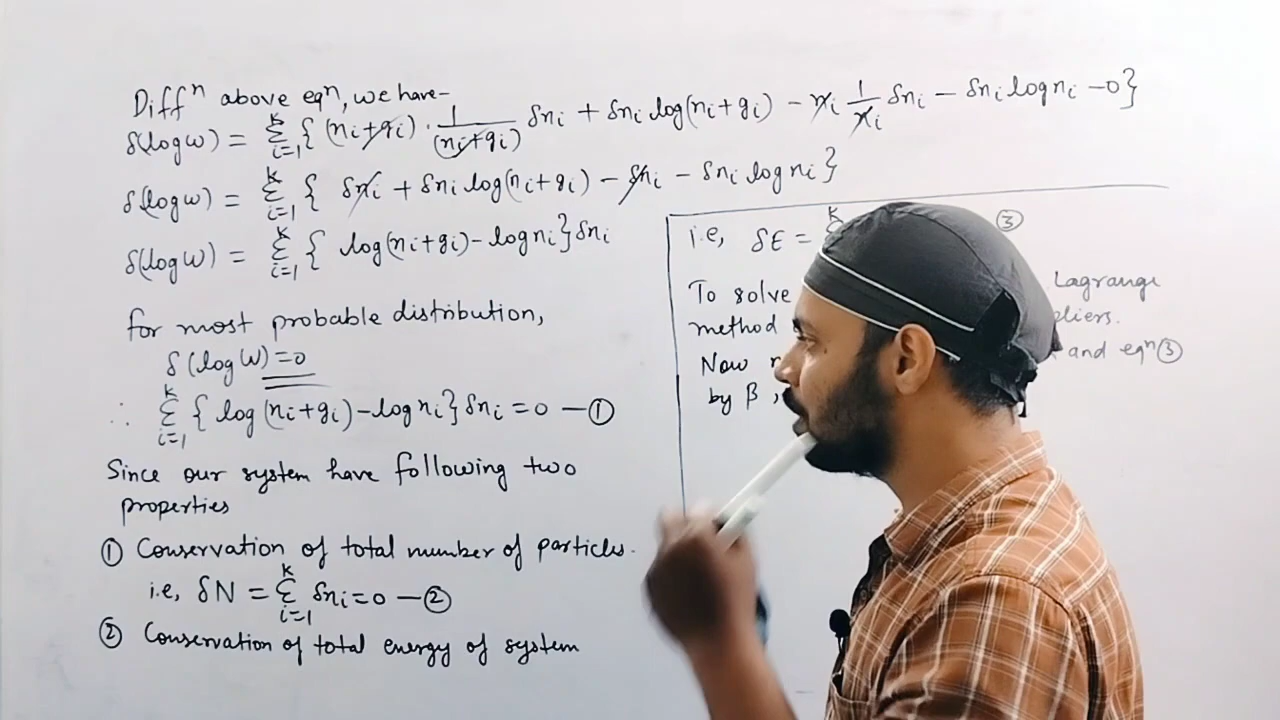 Diffⁿ above eqⁿ, we have-
δ(logω) = Σ_{i=1}^{k} { (nᵢ+gᵢ) · 1/(nᵢ+gᵢ) δnᵢ + δnᵢ log(nᵢ+gᵢ) - nᵢ 1/nᵢ δnᵢ - δnᵢ log nᵢ - 0}
δ(logω) = Σ_{i=1}^{k} { δnᵢ + δnᵢ log(nᵢ+gᵢ) - δnᵢ - δnᵢ log nᵢ}
δ(logω) = Σ_{i=1}^{k} { log(nᵢ+gᵢ) - log nᵢ} δnᵢ
for most probable distribution,
δ(logω) = 0
∴ Σ_{i=1}^{k} { log(nᵢ+gᵢ) - log nᵢ} δnᵢ = 0 — ①
Since our system have following two
properties
① Conservation of total number of particles.
i.e, δN = Σ_{i=1}^{k} δnᵢ = 0 — ②
② Conservation of total energy of system
i.e, δE = ③
To solve Lagrange
method
Now and eqⁿ ③
by β,